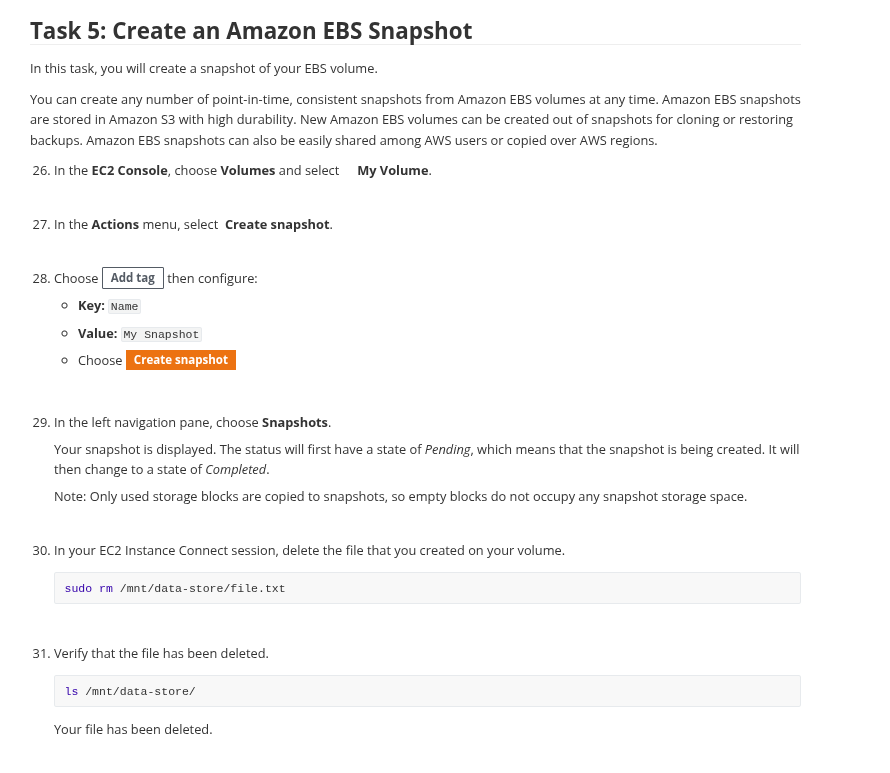 Task 5: Create an Amazon EBS Snapshot
In this task, you will create a snapshot of your EBS volume.
You can create any number of point-in-time, consistent snapshots from Amazon EBS volumes at any time. Amazon EBS snapshots
are stored in Amazon S3 with high durability. New Amazon EBS volumes can be created out of snapshots for cloning or restoring
backups. Amazon EBS snapshots can also be easily shared among AWS users or copied over AWS regions.
26. In the EC2 Console, choose Volumes and select My Volume.
27. In the Actions menu, select Create snapshot.
28. Choose Add tag then configure:
Key: Name
Value: My Snapshot
Choose Create snapshot
29. In the left navigation pane, choose Snapshots.
Your snapshot is displayed. The status will first have a state of Pending, which means that the snapshot is being created. It will
then change to a state of Completed.
Note: Only used storage blocks are copied to snapshots, so empty blocks do not occupy any snapshot storage space.
30. In your EC2 Instance Connect session, delete the file that you created on your volume.
sudo rm /mnt/data-store/file.txt
31. Verify that the file has been deleted.
ls /mnt/data-store/
Your file has been deleted.